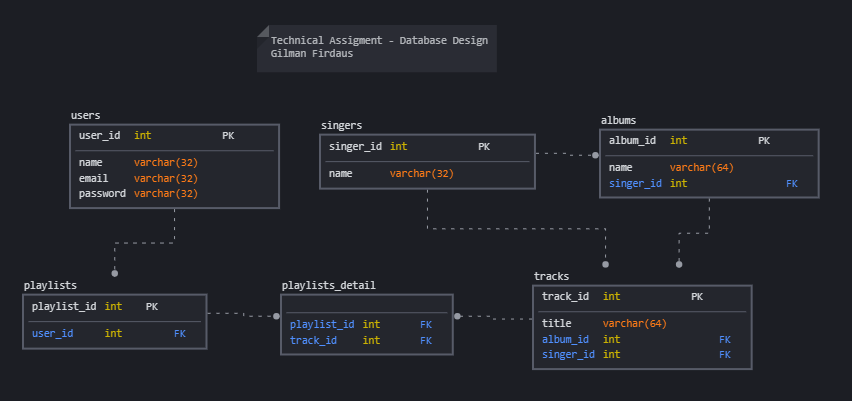 Technical Assigment - Database Design
Gilman Firdaus
users
user_id int PK
name varchar(32)
email varchar(32)
password varchar(32)
singers
singer_id int PK
name varchar(32)
albums
album_id int PK
name varchar(64)
singer_id int FK
playlists
playlist_id int PK
user_id int FK
playlists_detail
playlist_id int FK
track_id int FK
tracks
track_id int PK
title varchar(64)
album_id int FK
singer_id int FK